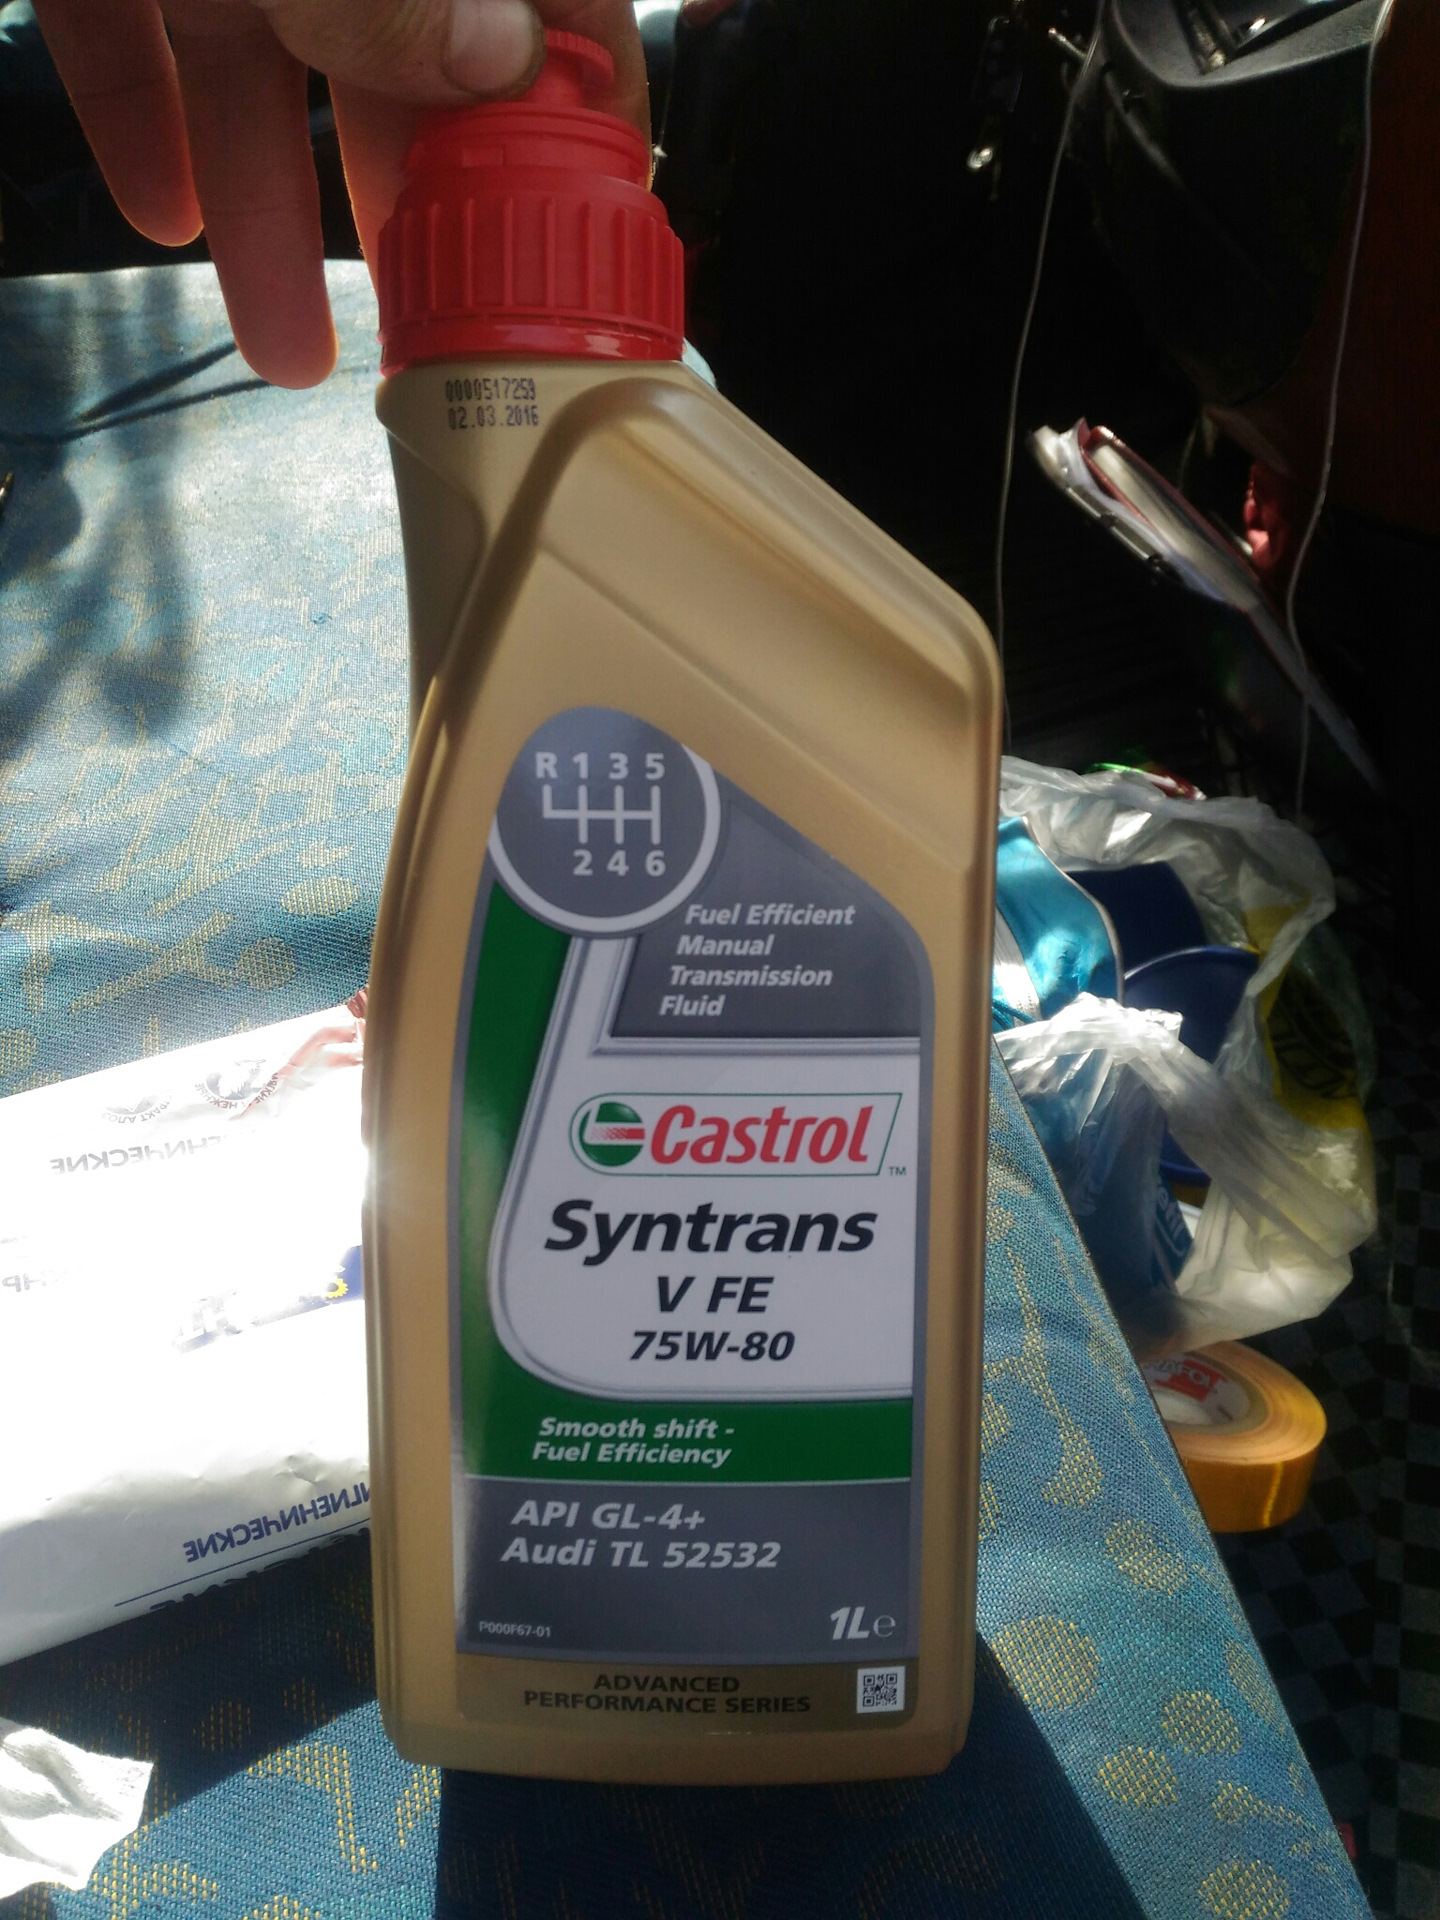 0000517259
02.03.2016
R 1 3 5
2 4 6
Fuel Efficient
Manual
Transmission
Fluid
Castrol
TM
Syntrans
V FE
75W-80
Smooth shift -
Fuel Efficiency
API GL-4+
Audi TL 52532
P000F67-01
1L e
ADVANCED
PERFORMANCE SERIES